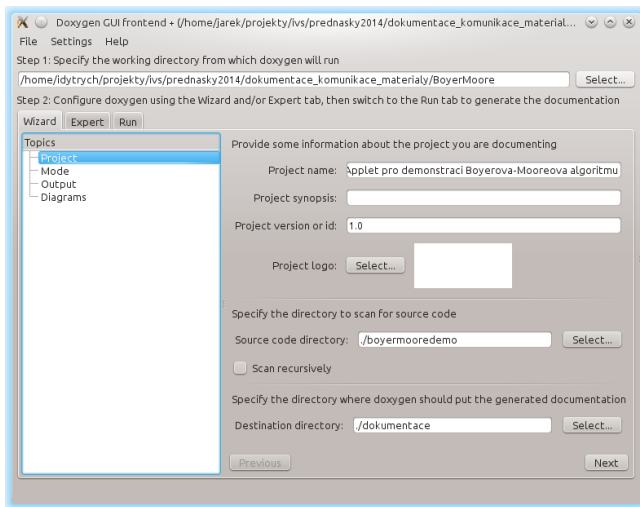 Doxygen GUI frontend + (/home/jarek/projekty/ivs/prednasky2014/dokumentace_komunikace_material...
File Settings Help
Step 1: Specify the working directory from which doxygen will run
/home/idytrych/projekty/ivs/prednasky2014/dokumentace_komunikace_materialy/BoyerMoore Select...
Step 2: Configure doxygen using the Wizard and/or Expert tab, then switch to the Run tab to generate the documentation
Wizard Expert Run
Topics
Project
Mode
Output
Diagrams
Provide some information about the project you are documenting
Project name: Applet pro demonstraci Boyerova-Mooreova algoritmu
Project synopsis:
Project version or id: 1.0
Project logo: Select...
Specify the directory to scan for source code
Source code directory: ./boyermooredemo Select...
Scan recursively
Specify the directory where doxygen should put the generated documentation
Destination directory: ./dokumentace Select...
Previous Next